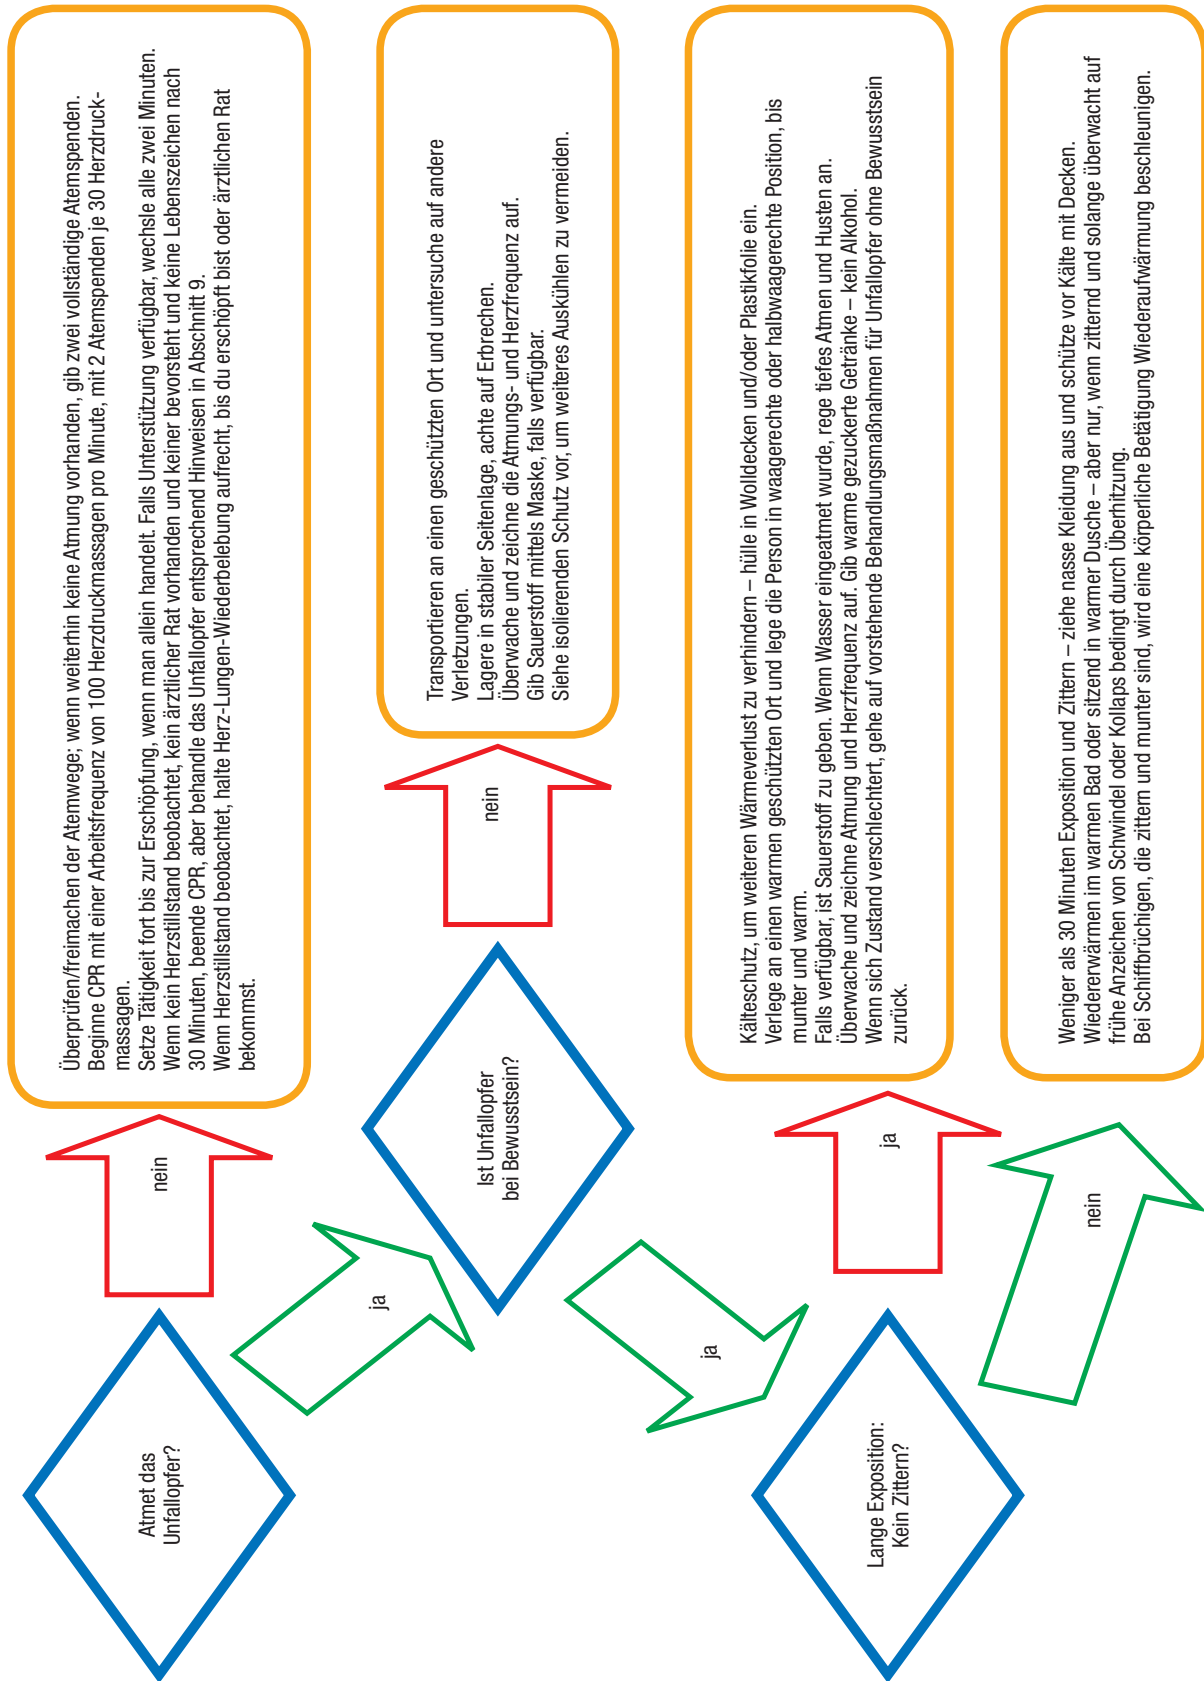 Atmet das
Unfallopfer?
nein
Überprüfen/freimachen der Atemwege; wenn weiterhin keine Atmung vorhanden, gib zwei vollständige Atemspenden.
Beginne CPR mit einer Arbeitsfrequenz von 100 Herzdruckmassagen pro Minute, mit 2 Atemspenden je 30 Herzdruck-
massagen.
Setze Tätigkeit fort bis zur Erschöpfung, wenn man allein handelt. Falls Unterstützung verfügbar, wechsle alle zwei Minuten.
Wenn kein Herzstillstand beobachtet, kein ärztlicher Rat vorhanden und keiner bevorsteht und keine Lebenszeichen nach
30 Minuten, beende CPR, aber behandle das Unfallopfer entsprechend Hinweisen in Abschnitt 9.
Wenn Herzstillstand beobachtet, halte Herz-Lungen-Wiederbelebung aufrecht, bis du erschöpft bist oder ärztlichen Rat
bekommst.
ja
Ist Unfallopfer
bei Bewusstsein?
nein
Transportieren an einen geschützten Ort und untersuche auf andere
Verletzungen.
Lagere in stabiler Seitenlage, achte auf Erbrechen.
Überwache und zeichne die Atmungs- und Herzfrequenz auf.
Gib Sauerstoff mittels Maske, falls verfügbar.
Siehe isolierenden Schutz vor, um weiteres Auskühlen zu vermeiden.
ja
Lange Exposition:
Kein Zittern?
ja
Kälteschutz, um weiteren Wärmeverlust zu verhindern – hülle in Wolldecken und/oder Plastikfolie ein.
Verlege an einen warmen geschützten Ort und lege die Person in waagerechte oder halbwaagerechte Position, bis
munter und warm.
Falls verfügbar, ist Sauerstoff zu geben. Wenn Wasser eingeatmet wurde, rege tiefes Atmen und Husten an.
Überwache und zeichne Atmung und Herzfrequenz auf. Gib warme gezuckerte Getränke – kein Alkohol.
Wenn sich Zustand verschlechtert, gehe auf vorstehende Behandlungsmaßnahmen für Unfallopfer ohne Bewusstsein
zurück.
nein
Weniger als 30 Minuten Exposition und Zittern – ziehe nasse Kleidung aus und schütze vor Kälte mit Decken.
Wiedererwärmen im warmen Bad oder sitzend in warmer Dusche – aber nur, wenn zitternd und solange überwacht auf
frühe Anzeichen von Schwindel oder Kollaps bedingt durch Überhitzung.
Bei Schiffbrüchigen, die zittern und munter sind, wird eine körperliche Betätigung Wiederaufwärmung beschleunigen.